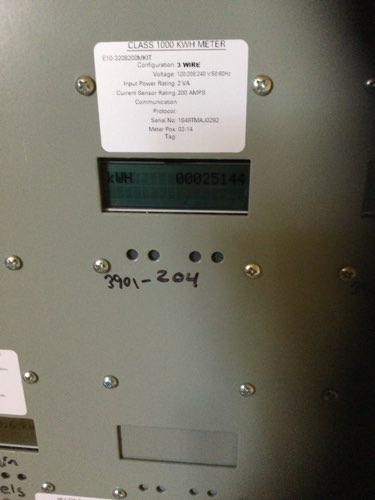 CLASS 1000 KWH METER
E10-3208200MKIT
Configuration: 3 WIRE
Voltage: 120/208;240 V;50-60Hz
Input Power Rating: 2 VA
Current Sensor Rating: 200 AMPS
Communication
Protocol:
Serial No: 1S49TMAJ0292
Meter Pos: 02-14
Tag:
kWH 00025144
3901-204